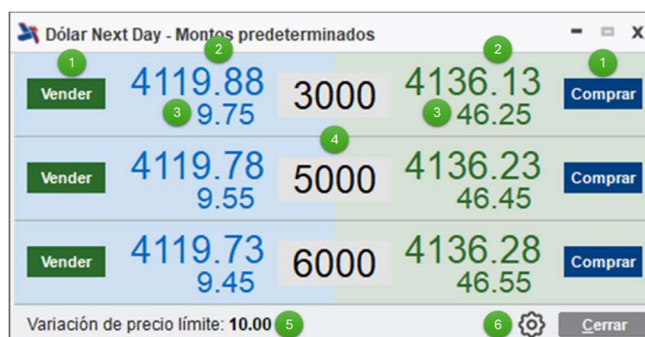 Dólar Next Day - Montos predeterminados
1 2 2 1
Vender 4119.88 3000 4136.13 Comprar
3 9.75 3 46.25
4
Vender 4119.78 5000 4136.23 Comprar
9.55 46.45
Vender 4119.73 6000 4136.28 Comprar
9.45 46.55
Variación de precio límite: 10.00 5 6 Cerrar